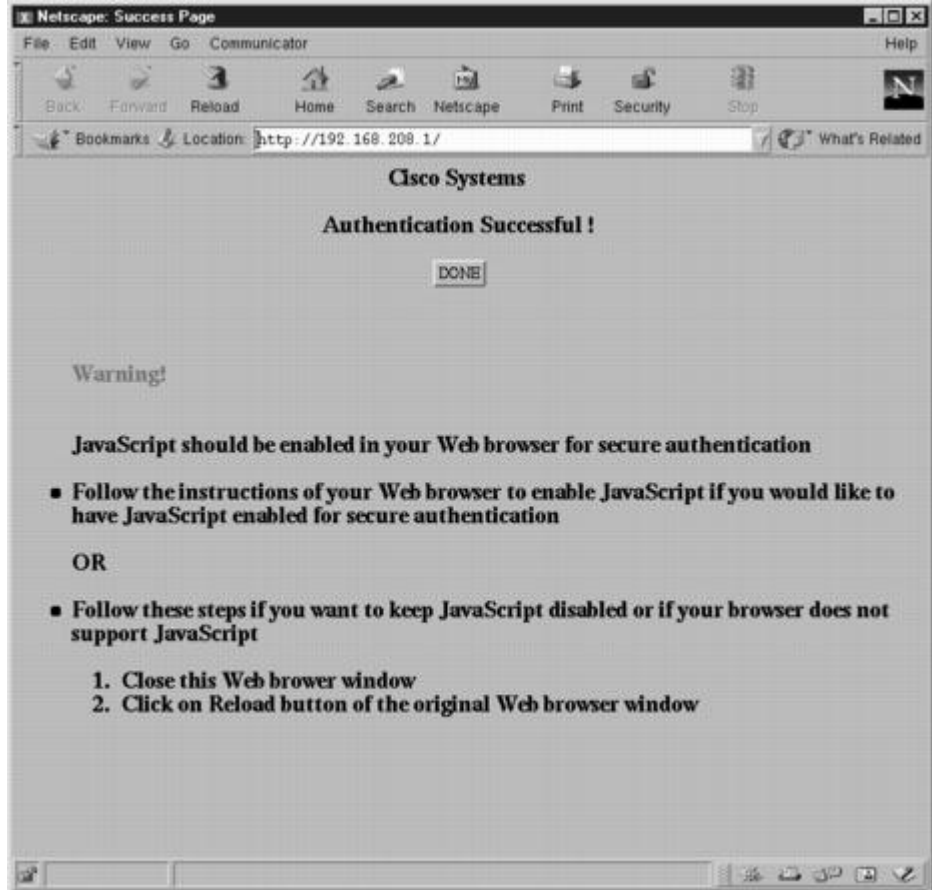 Netscape: Success Page
File Edit View Go Communicator Help
Back Forward Reload Home Search Netscape Print Security Stop
Bookmarks Location: http://192.168.208.1/ What's Related
Cisco Systems
Authentication Successful !
DONE
Warning!
JavaScript should be enabled in your Web browser for secure authentication
Follow the instructions of your Web browser to enable JavaScript if you would like to
have JavaScript enabled for secure authentication
OR
Follow these steps if you want to keep JavaScript disabled or if your browser does not
support JavaScript
1. Close this Web brower window
2. Click on Reload button of the original Web browser window